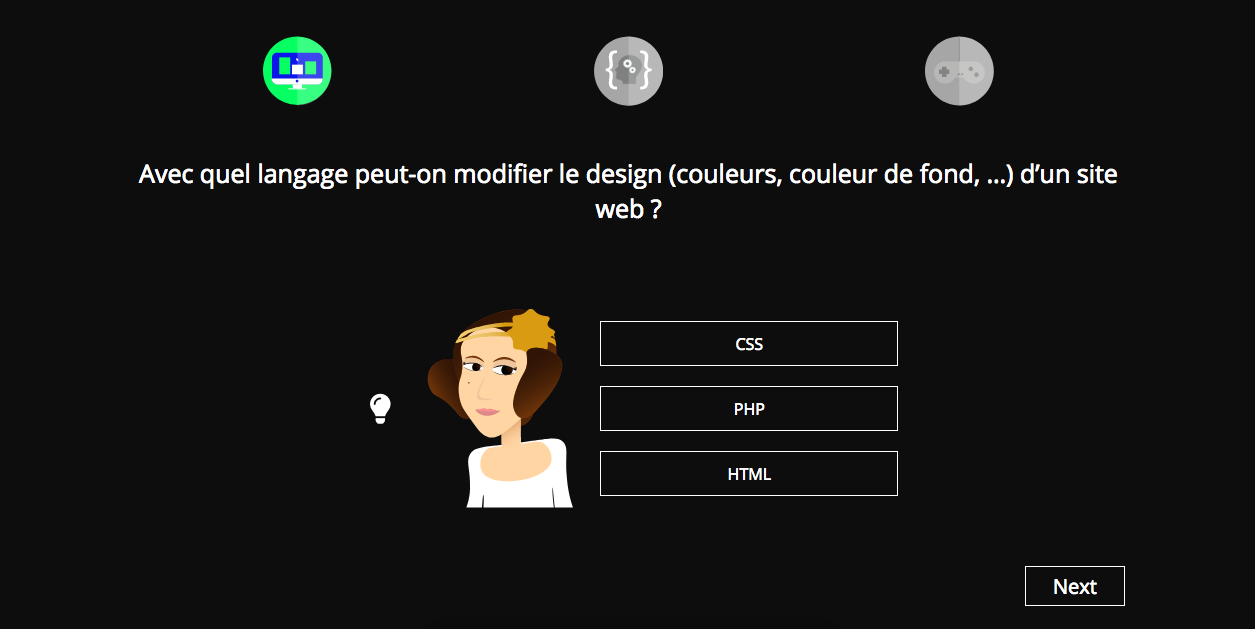 Avec quel langage peut-on modifier le design (couleurs, couleur de fond, ...) d’un site
web ?
CSS
PHP
HTML
Next